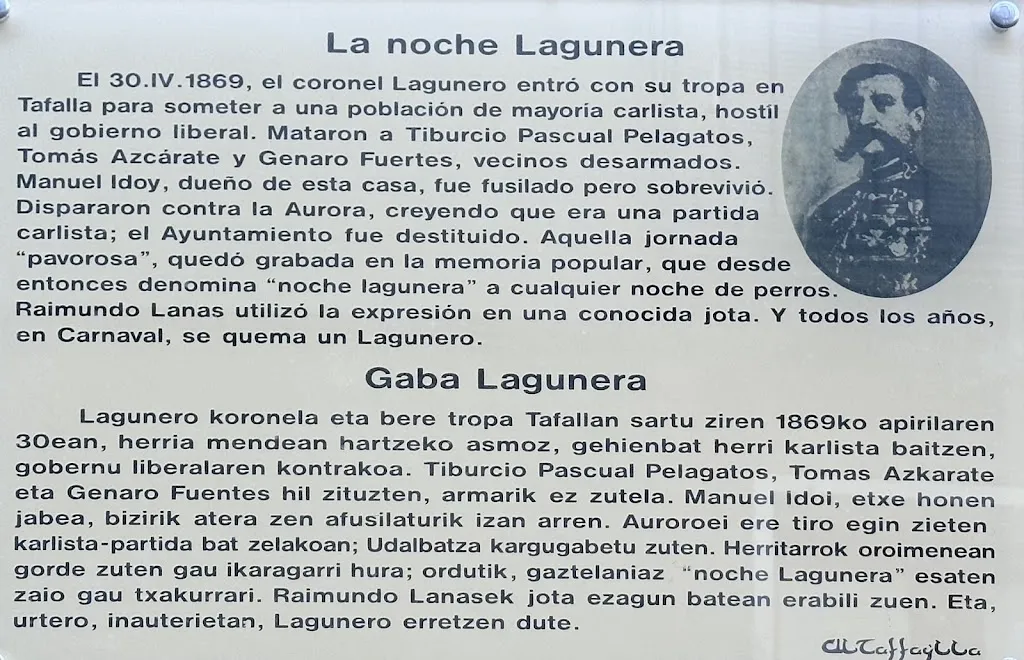 La noche Lagunera
El 30.IV.1869, el coronel Lagunero entró con su tropa en
Tafalla para someter a una población de mayoría carlista, hostil
al gobierno liberal. Mataron a Tiburcio Pascual Pelagatos,
Tomás Azcárate y Genaro Fuertes, vecinos desarmados.
Manuel Idoy, dueño de esta casa, fue fusilado pero sobrevivió.
Dispararon contra la Aurora, creyendo que era una partida
carlista; el Ayuntamiento fue destituido. Aquella jornada
“pavorosa”, quedó grabada en la memoria popular, que desde
entonces denomina “noche lagunera” a cualquier noche de perros.
Raimundo Lanas utilizó la expresión en una conocida jota. Y todos los años,
en Carnaval, se quema un Lagunero.
Gaba Lagunera
Lagunero koronela eta bere tropa Tafallan sartu ziren 1869ko apirilaren
30ean, herria mendean hartzeko asmoz, gehienbat herri karlista baitzen,
gobernu liberalaren kontrakoa. Tiburcio Pascual Pelagatos, Tomas Azkarate
eta Genaro Fuentes hil zituzten, armarik ez zutela. Manuel Idoi, etxe honen
jabea, bizirik atera zen afusilaturik izan arren. Auroroei ere tiro egin zieten
karlista-partida bat zelakoan; Udalbatza kargugabetu zuten. Herritarrok oroimenean
gorde zuten gau ikaragarri hura; ordutik, gaztelaniaz “noche Lagunera” esaten
zaio gau txakurrari. Raimundo Lanasek jota ezagun batean erabili zuen. Eta,
urtero, inauterietan, Lagunero erretzen dute.
Altaffaylla